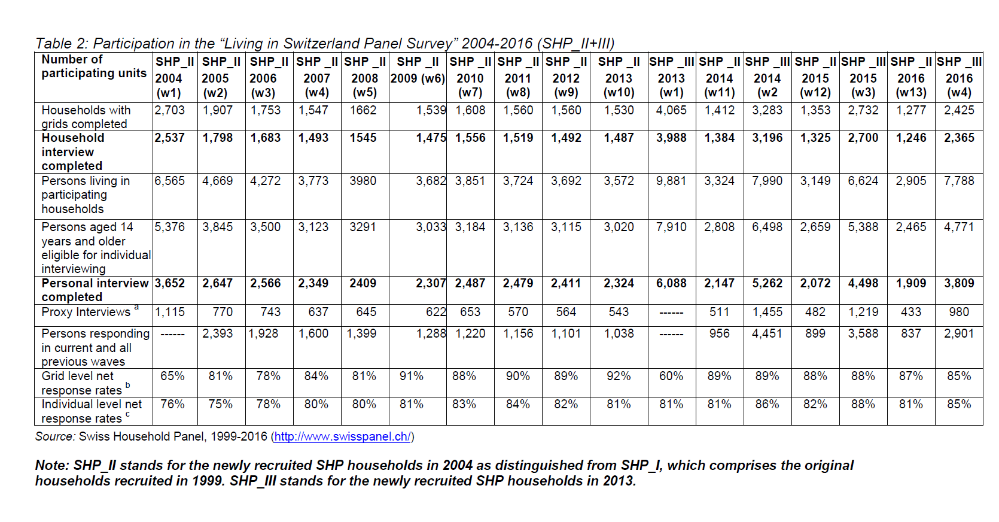 Table 2: Participation in the “Living in Switzerland Panel Survey” 2004-2016 (SHP_II+III)
Number of participating units SHP_II 2004 (w1) SHP_II 2005 (w2) SHP_II 2006 (w3) SHP _II 2007 (w4) SHP _II 2008 (w5) SHP _II 2009 (w6) SHP _II 2010 (w7) SHP _II 2011 (w8) SHP _II 2012 (w9) SHP _II 2013 (w10) SHP _III 2013 (w1) SHP _II 2014 (w11) SHP _III 2014 (w2 SHP _II 2015 (w12) SHP _III 2015 (w3) SHP _II 2016 (w13) SHP _III 2016 (w4)
Households with grids completed 2,703 1,907 1,753 1,547 1662 1,539 1,608 1,560 1,560 1,530 4,065 1,412 3,283 1,353 2,732 1,277 2,425
Household interview completed 2,537 1,798 1,683 1,493 1545 1,475 1,556 1,519 1,492 1,487 3,988 1,384 3,196 1,325 2,700 1,246 2,365
Persons living in participating households 6,565 4,669 4,272 3,773 3980 3,682 3,851 3,724 3,692 3,572 9,881 3,324 7,990 3,149 6,624 2,905 7,788
Persons aged 14 years and older eligible for individual interviewing 5,376 3,845 3,500 3,123 3291 3,033 3,184 3,136 3,115 3,020 7,910 2,808 6,498 2,659 5,388 2,465 4,771
Personal interview completed 3,652 2,647 2,566 2,349 2409 2,307 2,487 2,479 2,411 2,324 6,088 2,147 5,262 2,072 4,498 1,909 3,809
Proxy Interviews a 1,115 770 743 637 645 622 653 570 564 543 ------ 511 1,455 482 1,219 433 980
Persons responding in current and all previous waves ------ 2,393 1,928 1,600 1,399 1,288 1,220 1,156 1,101 1,038 ------ 956 4,451 899 3,588 837 2,901
Grid level net response rates b 65% 81% 78% 84% 81% 91% 88% 90% 89% 92% 60% 89% 89% 88% 88% 87% 85%
Individual level net response rates c 76% 75% 78% 80% 80% 81% 83% 84% 82% 81% 81% 81% 86% 82% 88% 81% 85%
Source: Swiss Household Panel, 1999-2016 (http://www.swisspanel.ch/)
Note: SHP_II stands for the newly recruited SHP households in 2004 as distinguished from SHP_I, which comprises the original
households recruited in 1999. SHP_III stands for the newly recruited SHP households in 2013.